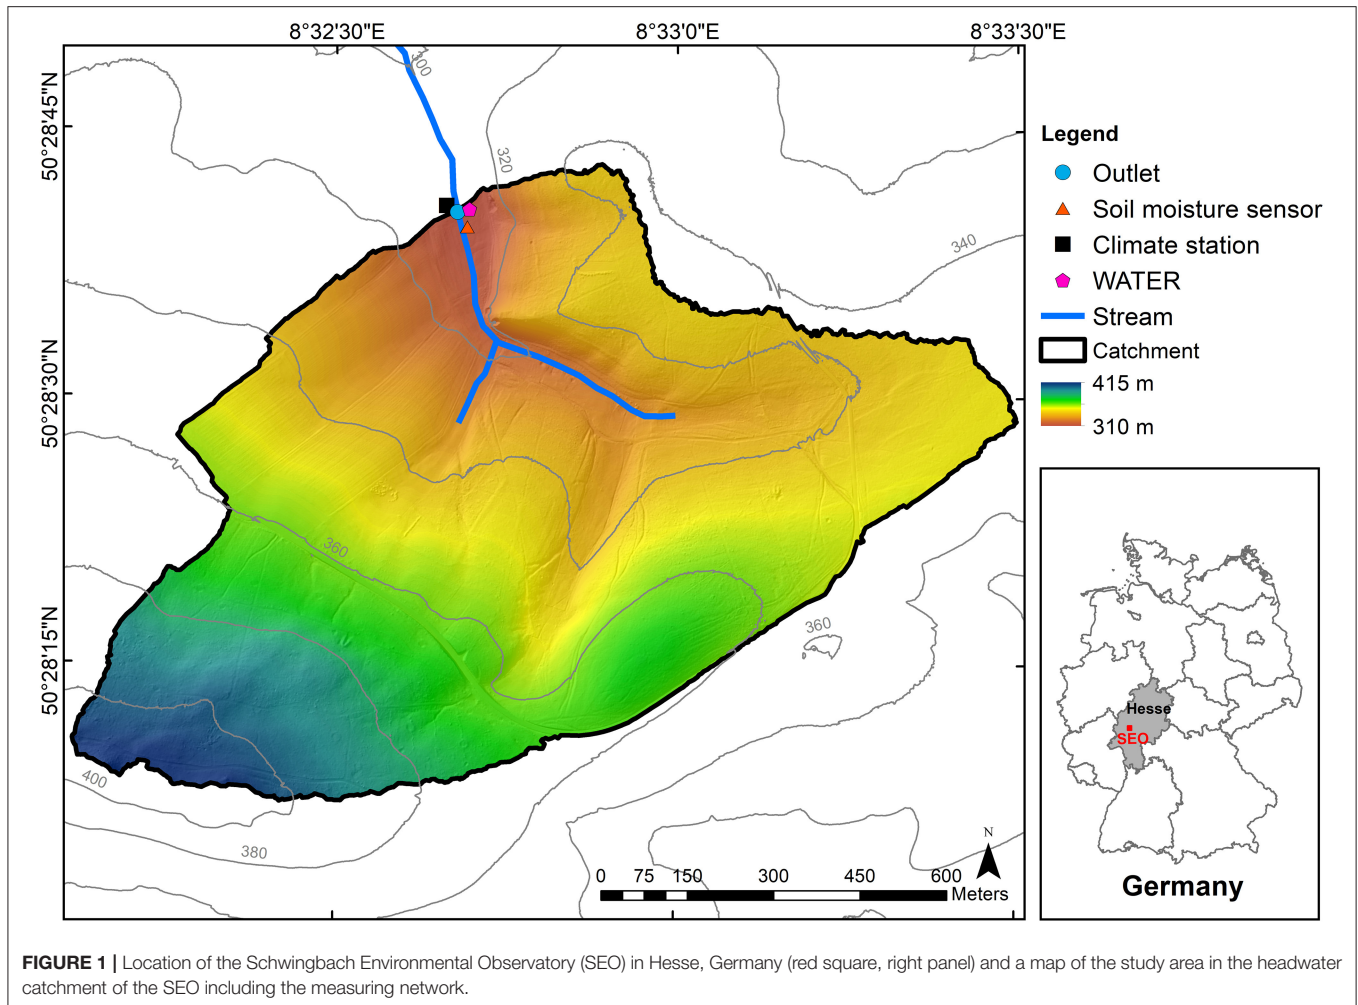 8°32'30"E
8°33'0"E
8°33'30"E
50°28'45"N
50°28'30"N
50°28'15"N
300
320
340
360
360
400
380
0 75 150 300 450 600
Meters
N
Legend
Outlet
Soil moisture sensor
Climate station
WATER
Stream
Catchment
415 m
310 m
Hesse
SEO
Germany
FIGURE 1 | Location of the Schwingbach Environmental Observatory (SEO) in Hesse, Germany (red square, right panel) and a map of the study area in the headwater
catchment of the SEO including the measuring network.